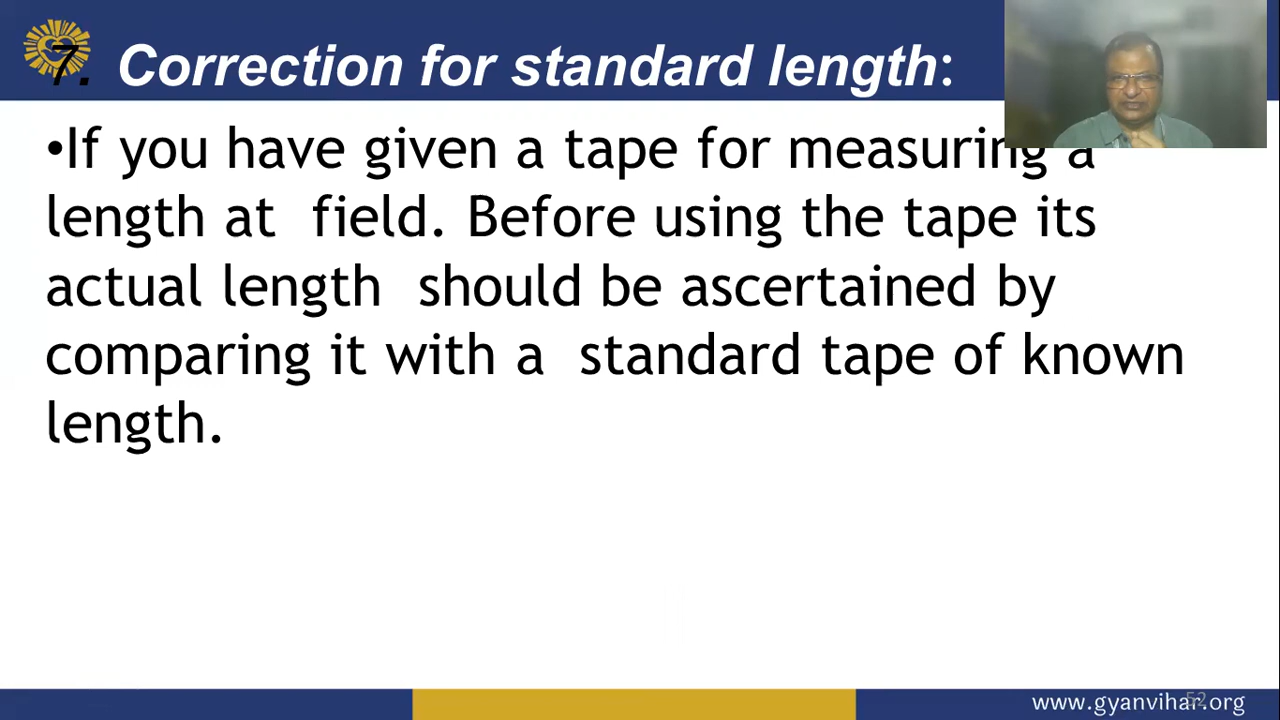 7. Correction for standard length:
•If you have given a tape for measuring a
length at field. Before using the tape its
actual length should be ascertained by
comparing it with a standard tape of known
length.
www.gyanvihar.org
52